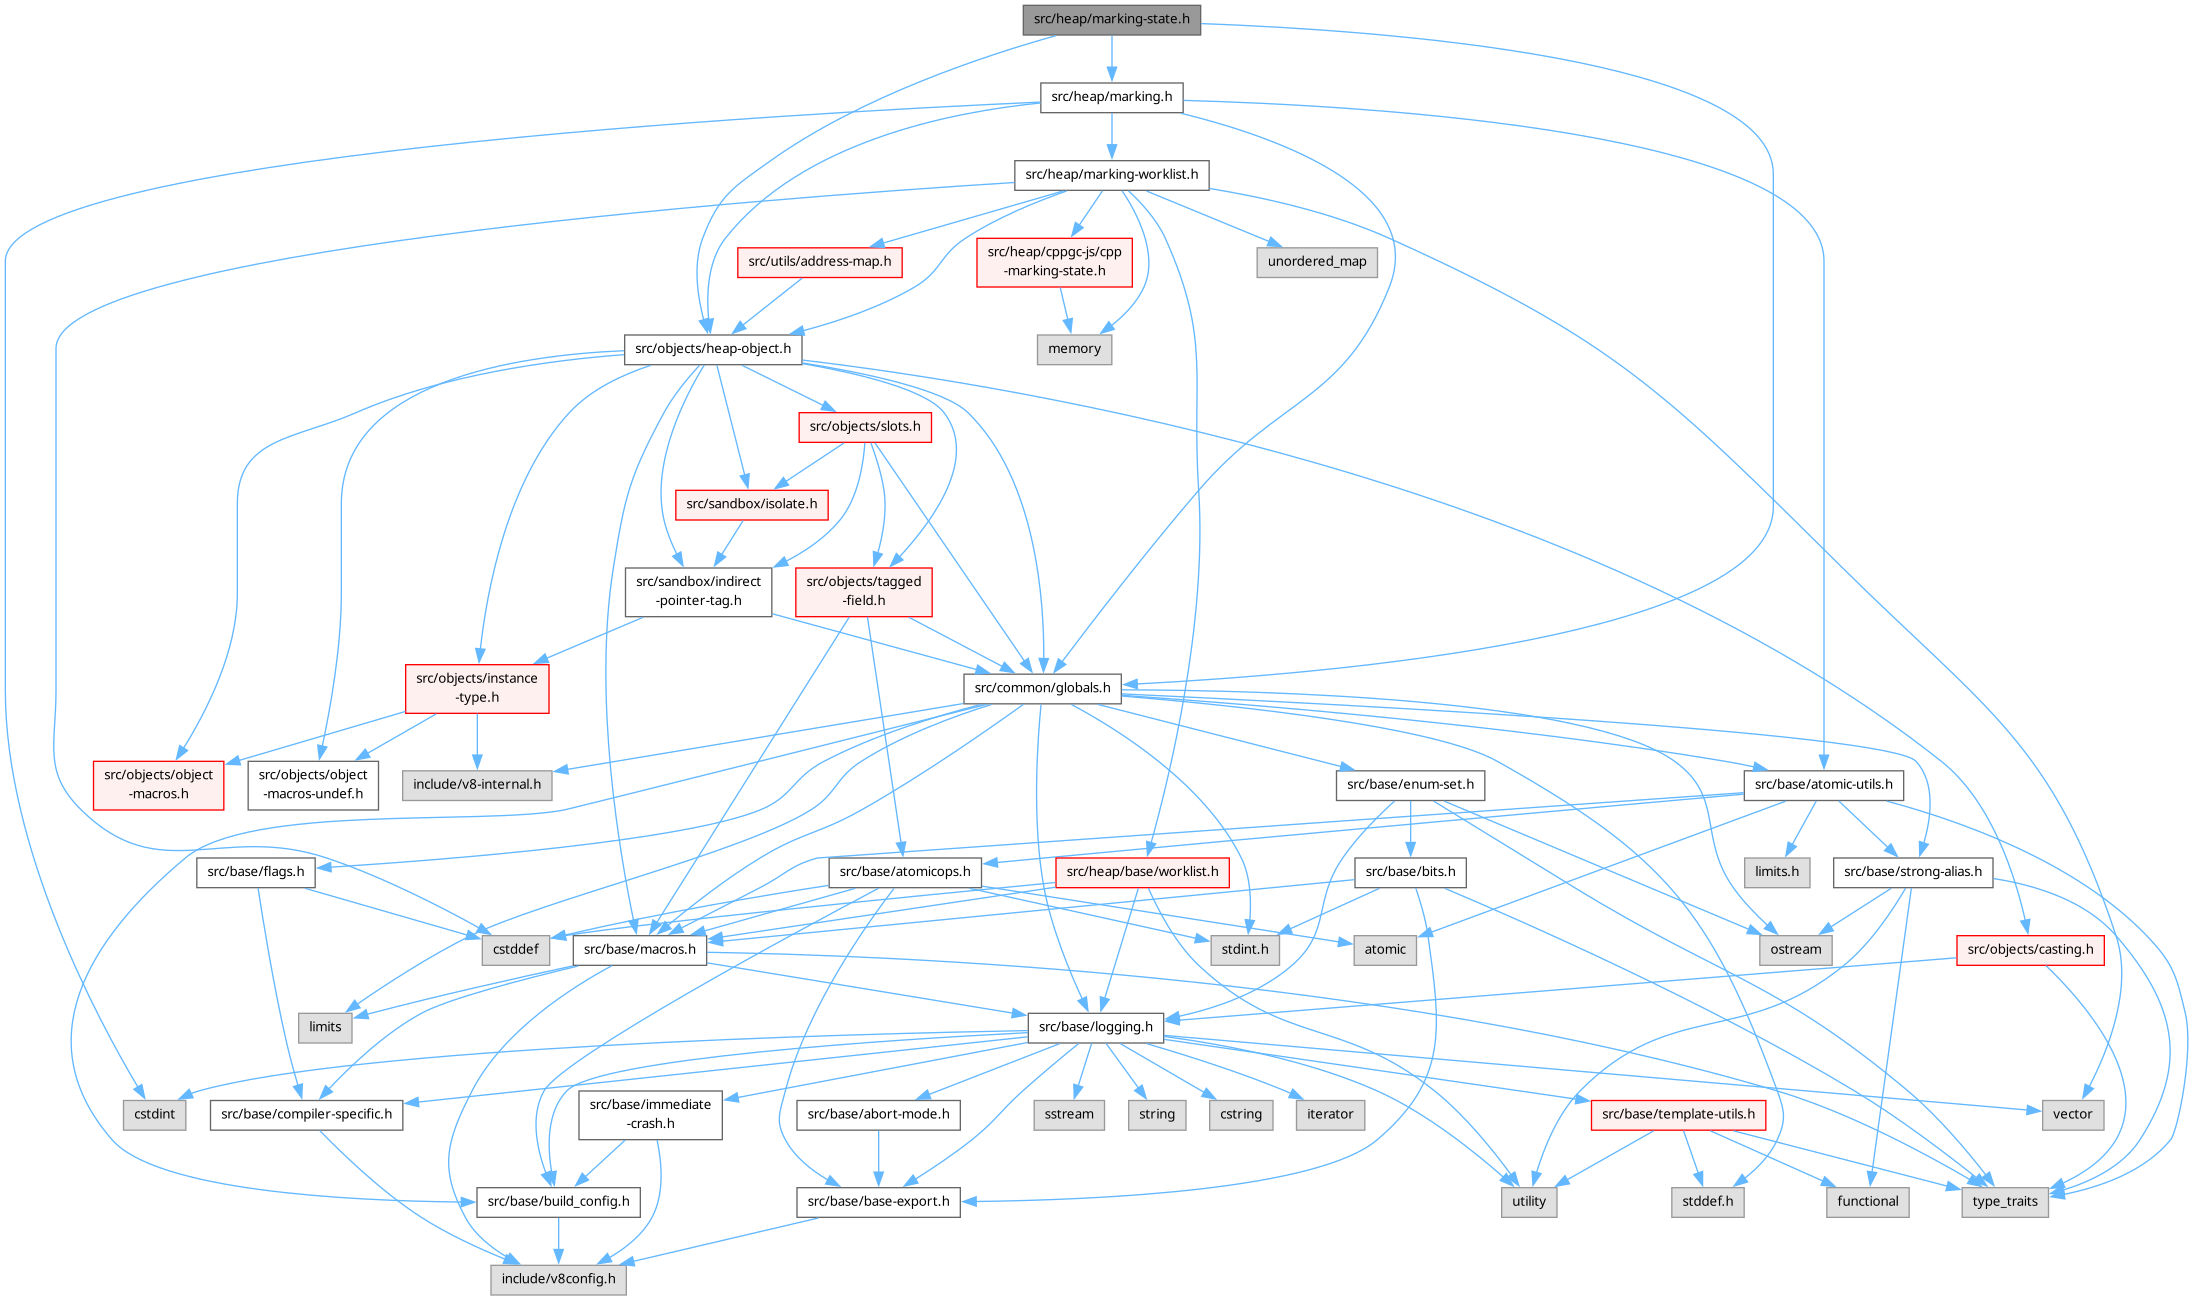 src/heap/marking-state.h
src/heap/marking.h
src/heap/marking-worklist.h
src/utils/address-map.h
src/heap/cppgc-js/cpp
-marking-state.h
unordered_map
src/objects/heap-object.h
memory
src/objects/slots.h
src/sandbox/isolate.h
src/sandbox/indirect
-pointer-tag.h
src/objects/tagged
-field.h
src/objects/instance
-type.h
src/common/globals.h
src/objects/object
-macros.h
src/objects/object
-macros-undef.h
include/v8-internal.h
src/base/enum-set.h
src/base/atomic-utils.h
src/base/flags.h
src/base/atomicops.h
src/heap/base/worklist.h
src/base/bits.h
limits.h
src/base/strong-alias.h
cstddef
src/base/macros.h
stdint.h
atomic
ostream
src/objects/casting.h
limits
src/base/logging.h
cstdint
src/base/compiler-specific.h
src/base/immediate
-crash.h
src/base/abort-mode.h
sstream
string
cstring
iterator
src/base/template-utils.h
vector
src/base/build_config.h
src/base/base-export.h
utility
stddef.h
functional
type_traits
include/v8config.h